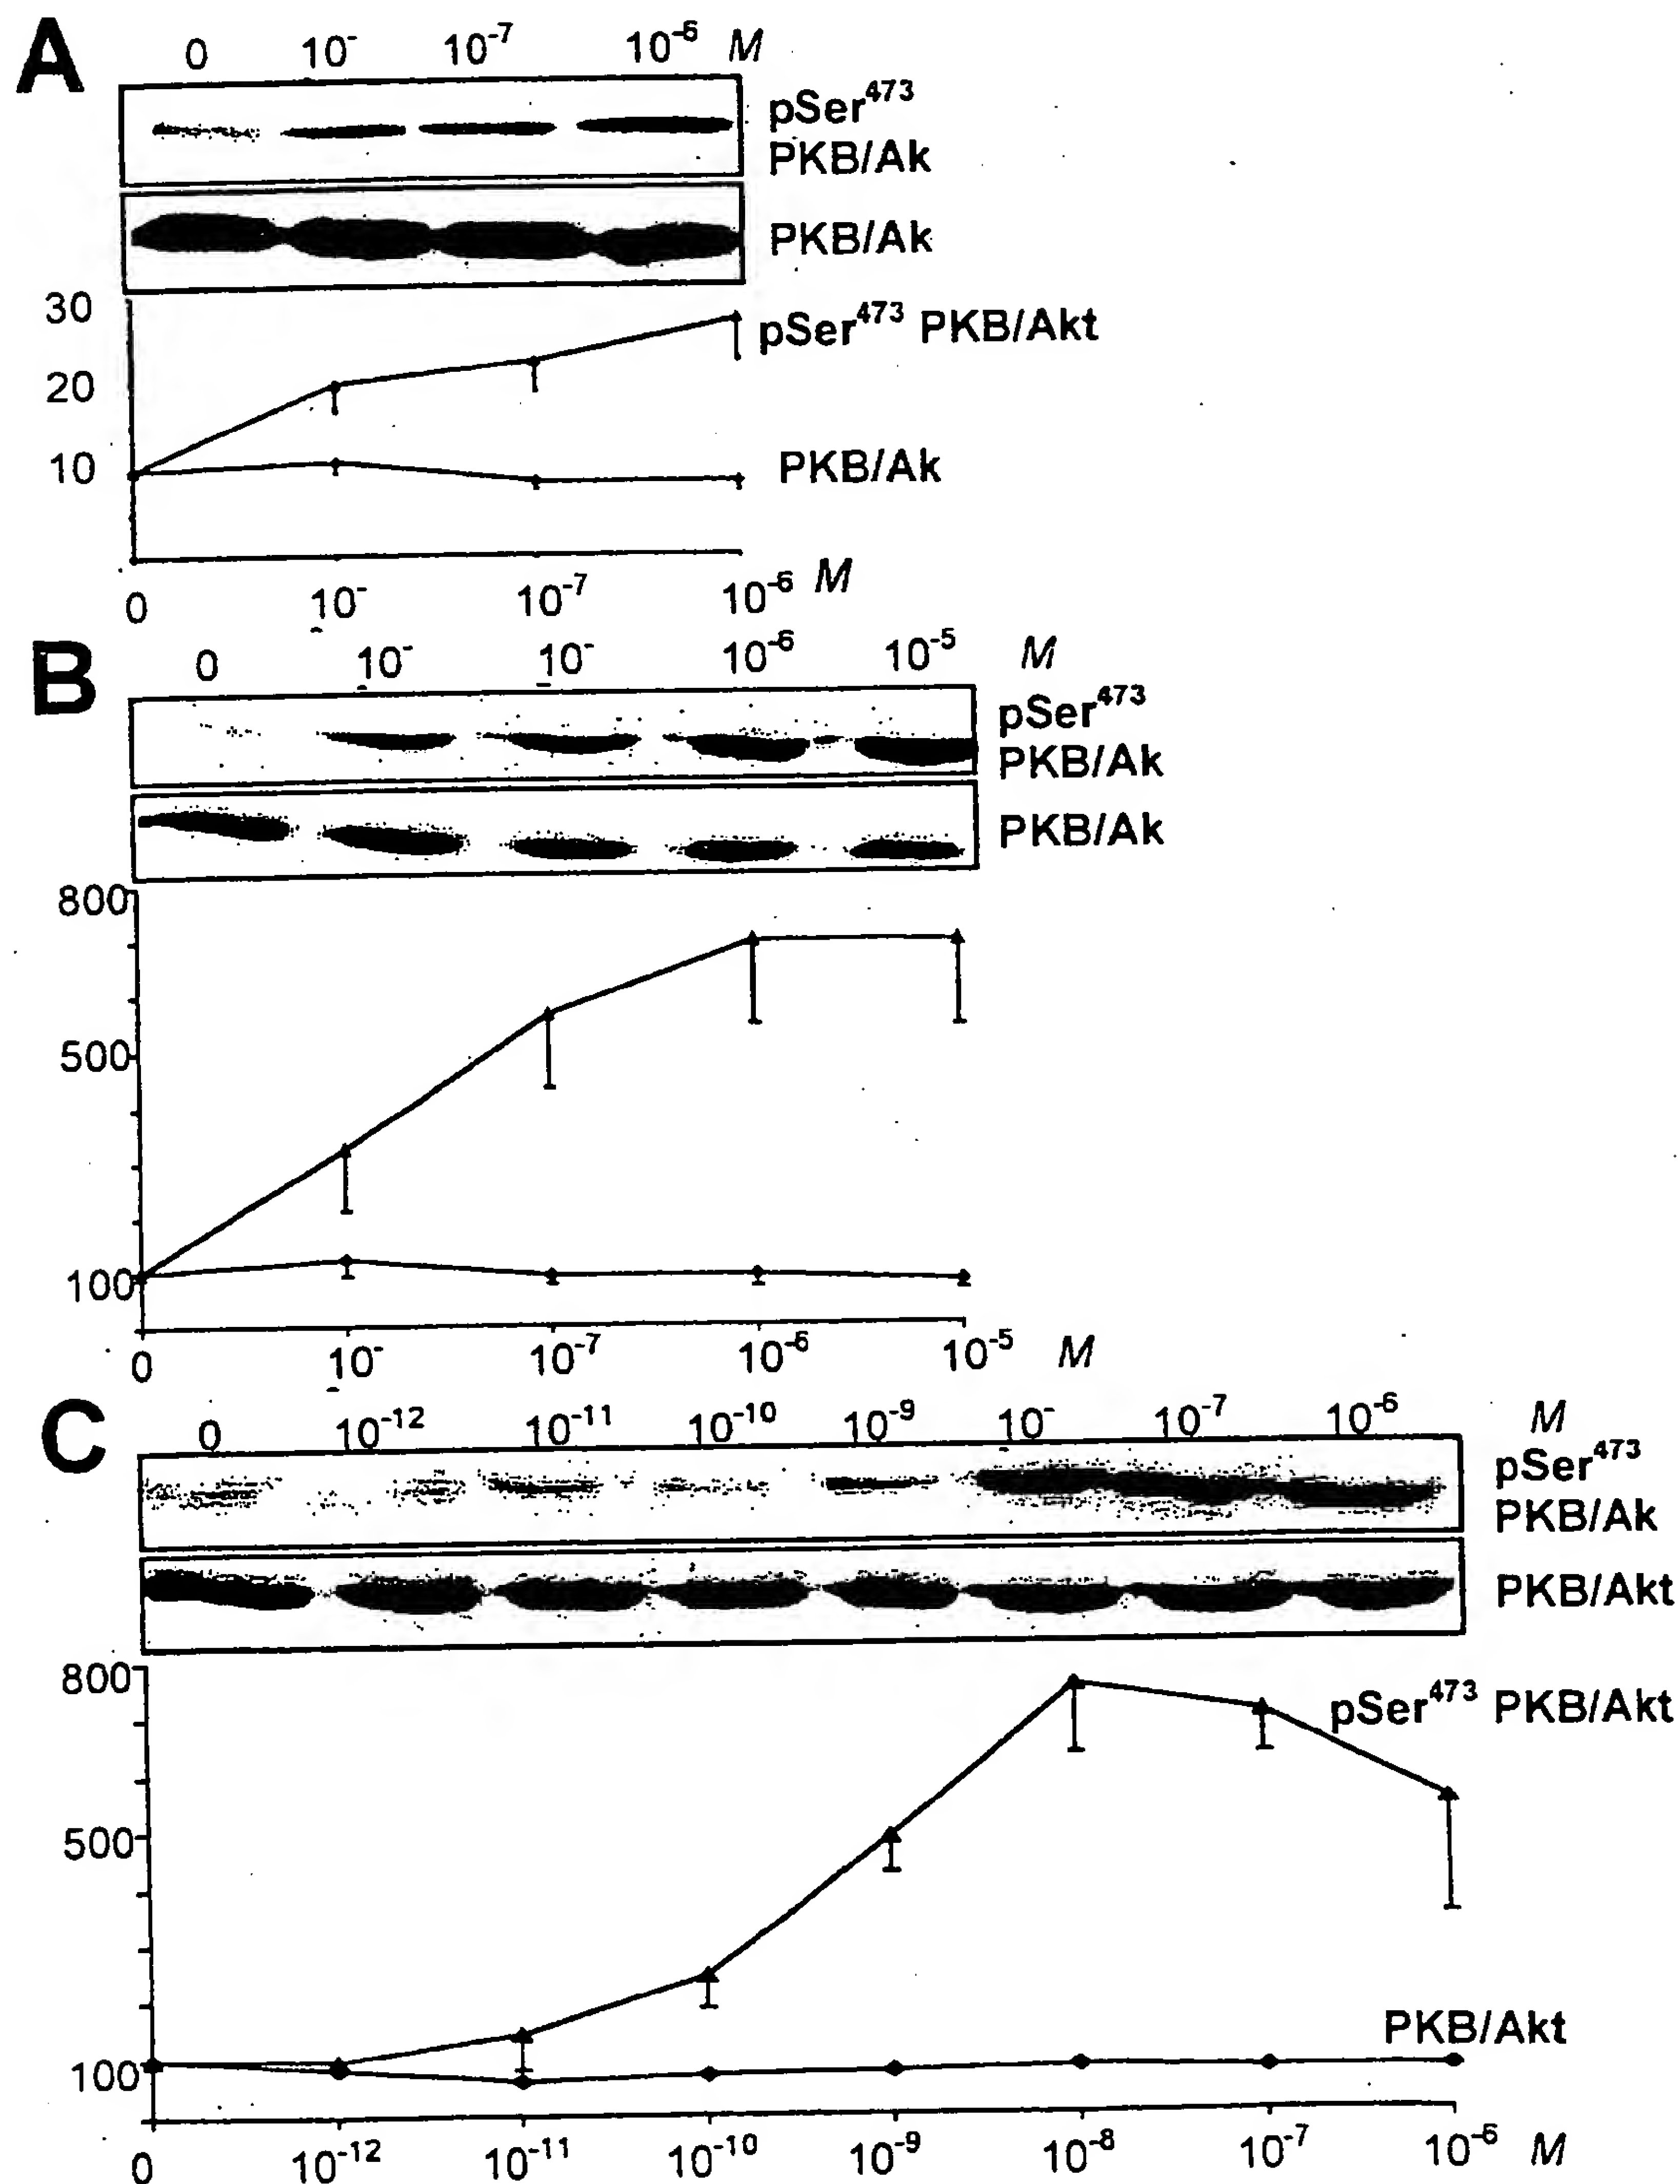 A
0 10⁻ 10⁻⁷ 10⁻⁶ M
pSer⁴⁷³
PKB/Ak
PKB/Ak
30
20
10
pSer⁴⁷³ PKB/Akt
PKB/Ak
0 10⁻ 10⁻⁷ 10⁻⁶ M
B
0 10⁻ 10⁻ 10⁻⁶ 10⁻⁵ M
pSer⁴⁷³
PKB/Ak
PKB/Ak
800
500
100
0 10⁻ 10⁻⁷ 10⁻⁶ 10⁻⁵ M
C
0 10⁻¹² 10⁻¹¹ 10⁻¹⁰ 10⁻⁹ 10⁻ 10⁻⁷ 10⁻⁶ M
pSer⁴⁷³
PKB/Ak
PKB/Akt
800
500
100
pSer⁴⁷³ PKB/Akt
PKB/Akt
0 10⁻¹² 10⁻¹¹ 10⁻¹⁰ 10⁻⁹ 10⁻⁸ 10⁻⁷ 10⁻⁶ M